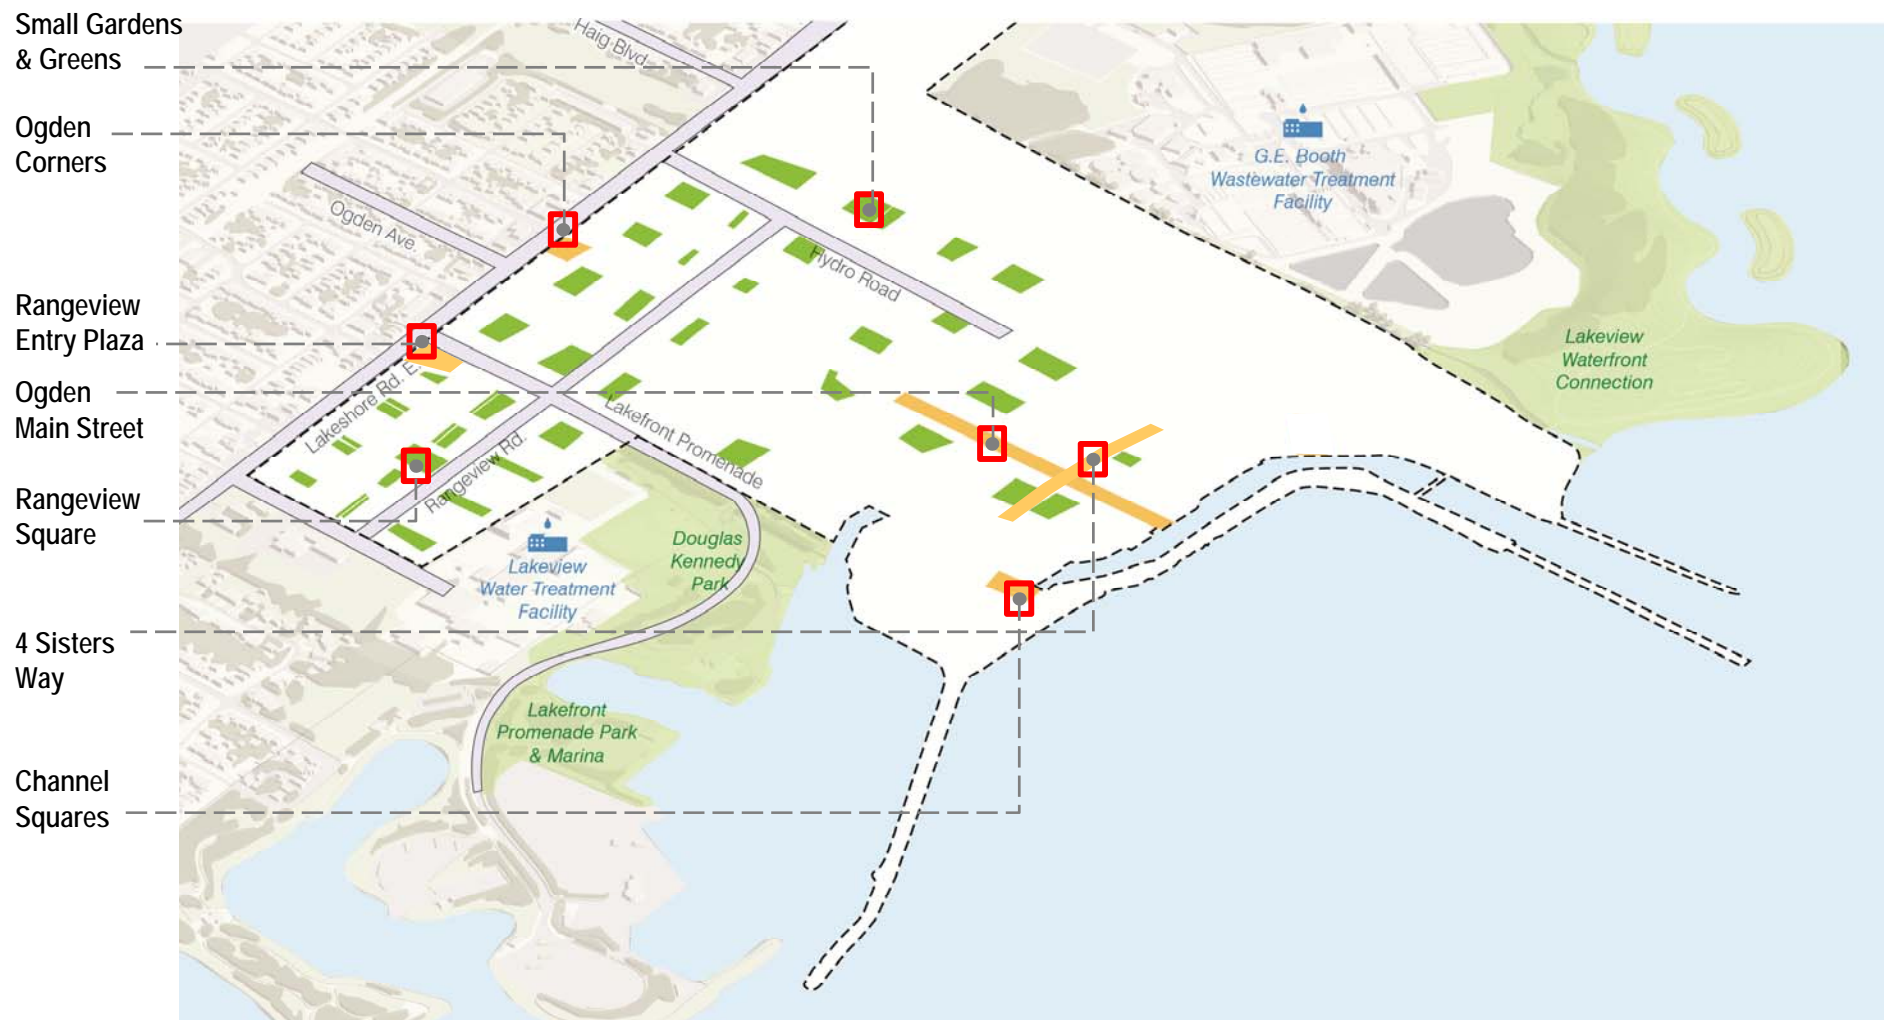 Small Gardens
& Greens
Ogden
Corners
Rangeview
Entry Plaza
Ogden
Main Street
Rangeview
Square
4 Sisters
Way
Channel
Squares
Haig Blvd.
Ogden Ave.
Hydro Road
Lakeshore Rd. E.
Rangeview Rd.
Lakefront Promenade
G.E. Booth
Wastewater Treatment
Facility
Lakeview
Waterfront
Connection
Douglas
Kennedy
Park
Lakeview
Water Treatment
Facility
Lakefront
Promenade Park
& Marina